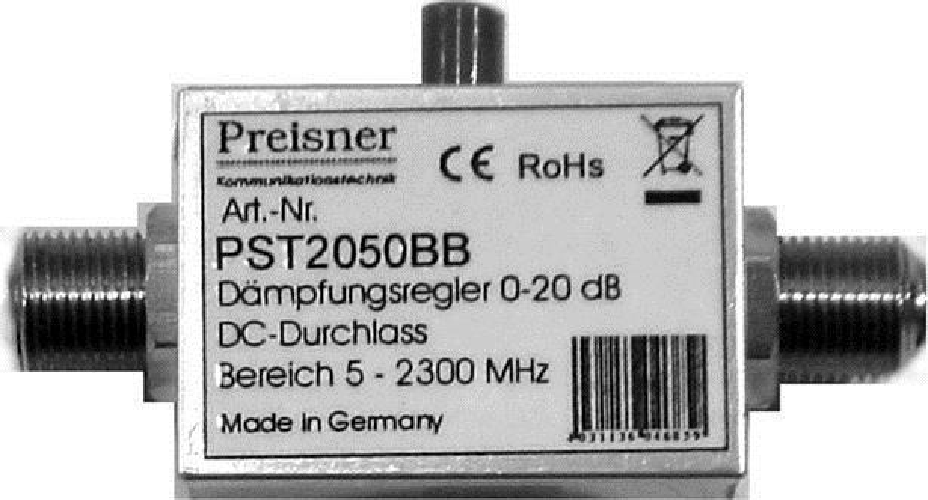 Preisner
Kommunikationstechnik
CE RoHs
Art.-Nr.
PST2050BB
Dämpfungsregler 0-20 dB
DC-Durchlass
Bereich 5 - 2300 MHz
Made in Germany